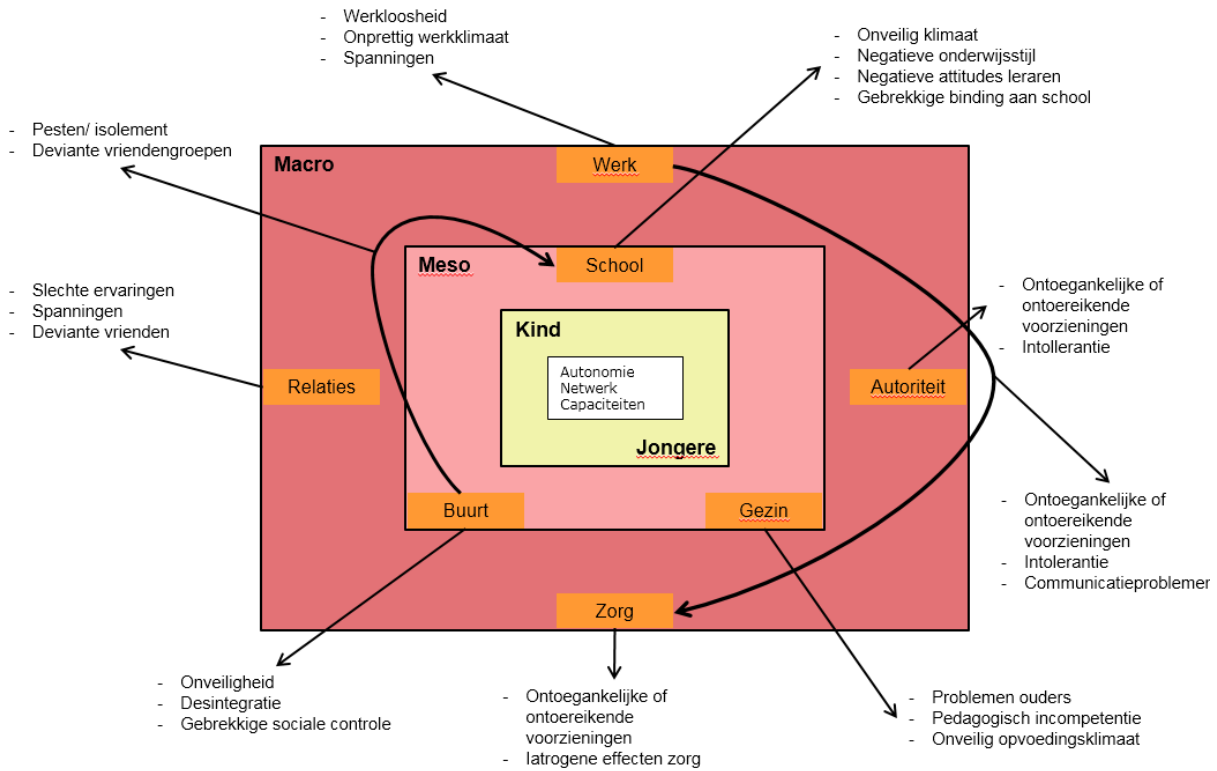 - Werkloosheid
- Onprettig werkklimaat
- Spanningen
- Onveilig klimaat
- Negatieve onderwijsstijl
- Negatieve attitudes leraren
- Gebrekkige binding aan school
- Pesten/ isolement
- Deviante vriendengroepen
Macro
Werk
Meso
School
- Slechte ervaringen
- Spanningen
- Deviante vrienden
Kind
Autonomie
Netwerk
Capaciteiten
Jongere
Relaties
Autoriteit
- Ontoegankelijke of
ontoereikende
voorzieningen
- Intollerantie
Buurt
Gezin
- Ontoegankelijke of
ontoereikende
voorzieningen
- Intolerantie
- Communicatieproblemen
Zorg
- Onveiligheid
- Desintegratie
- Gebrekkige sociale controle
- Ontoegankelijke of
ontoereikende
voorzieningen
- Iatrogene effecten zorg
- Problemen ouders
- Pedagogisch incompetentie
- Onveilig opvoedingsklimaat